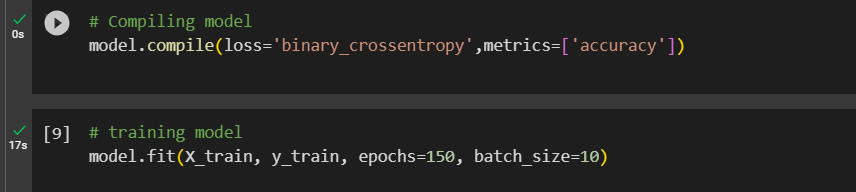 # Compiling model
0s
model.compile(loss='binary_crossentropy',metrics=['accuracy'])
[9] # training model
17s
model.fit(X_train, y_train, epochs=150, batch_size=10)